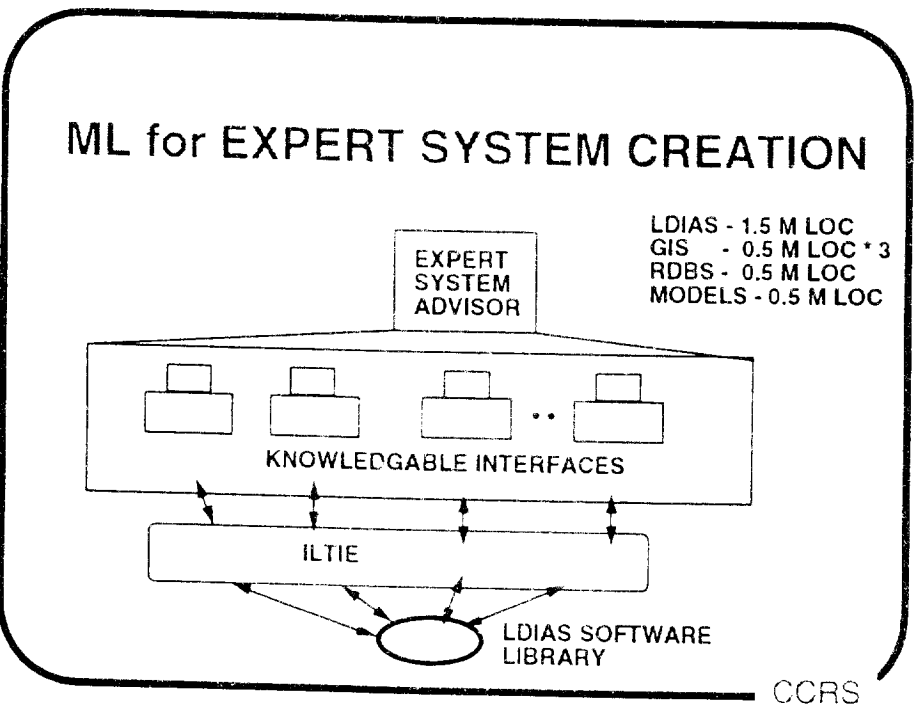 ML for EXPERT SYSTEM CREATION
LDIAS - 1.5 M LOC
GIS - 0.5 M LOC * 3
RDBS - 0.5 M LOC
MODELS - 0.5 M LOC
EXPERT
SYSTEM
ADVISOR
KNOWLEDGABLE INTERFACES
ILTIE
LDIAS SOFTWARE
LIBRARY
CCRS